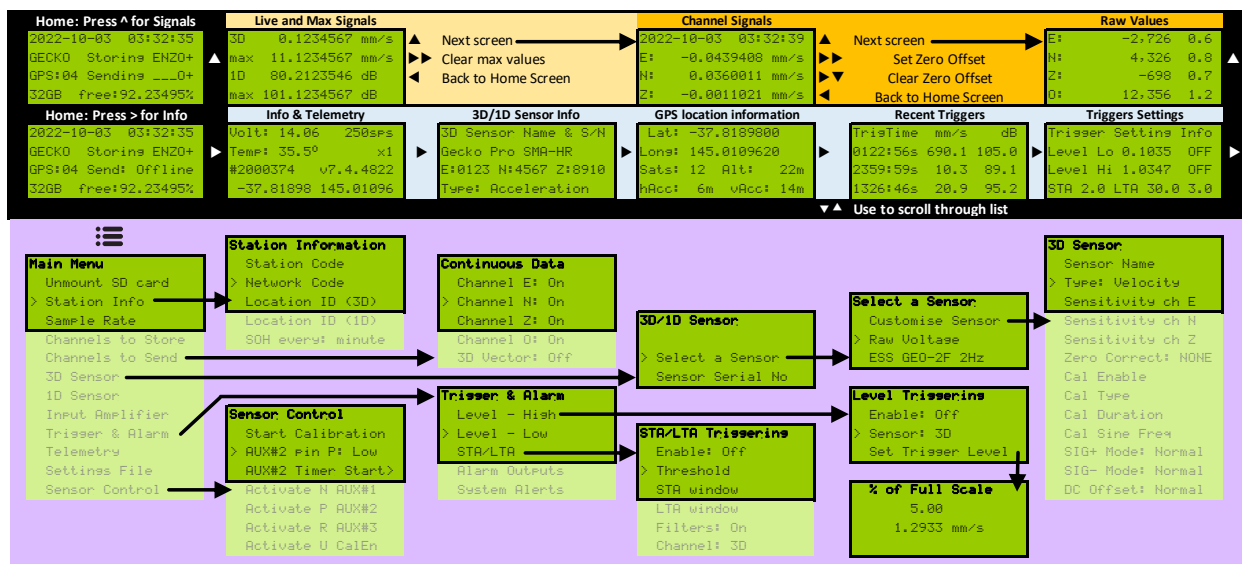 Home: Press ^ for Signals
2022-10-03 03:32:35
GECKO Storing ENZO+
GPS:04 Sending ___O+
32GB free:92.23495%
Live and Max Signals
3D 0.1234567 mm/s
max 11.1234567 mm/s
1D 80.2123546 dB
max 101.1234567 dB
▲ Next screen
►► Clear max values
◄ Back to Home Screen
Channel Signals
2022-10-03 03:32:39
E: -0.0439408 mm/s
N: 0.0360011 mm/s
Z: -0.0011021 mm/s
▲ Next screen
►► Set Zero Offset
►▼ Clear Zero Offset
◄ Back to Home Screen
Raw Values
E: -2,726 0.6
N: 4,326 0.8
Z: -698 0.7
O: 12,356 1.2
Home: Press > for Info
2022-10-03 03:32:35
GECKO Storing ENZO+
GPS:04 Send: Offline
32GB free:92.23495%
Info & Telemetry
Volt: 14.06 250sps
Temp: 35.5⁰ x1
#2000374 v7.4.4822
-37.81898 145.01096
3D/1D Sensor Info
3D Sensor Name & S/N
Gecko Pro SMA-HR
E:0123 N:4567 Z:8910
Type: Acceleration
GPS location information
Lat: -37.8189800
Long: 145.0109620
Sats: 12 Alt: 22m
hAcc: 6m vAcc: 14m
Recent Triggers
TrigTime mm/s dB
0122:56s 690.1 105.0
2359:59s 10.3 89.1
1326:46s 20.9 95.2
Triggers Settings
Trigger Setting Info
Level Lo 0.1035 OFF
Level Hi 1.0347 OFF
STA 2.0 LTA 30.0 3.0
▼▲ Use to scroll through list
Main Menu
Unmount SD card
> Station Info
Sample Rate
Channels to Store
Channels to Send
3D Sensor
1D Sensor
Input Amplifier
Trigger & Alarm
Telemetry
Settings File
Sensor Control
Station Information
Station Code
> Network Code
Location ID (3D)
Location ID (1D)
SOH every: minute
Sensor Control
Start Calibration
> AUX#2 pin P: Low
AUX#2 Timer Start>
Activate N AUX#1
Activate P AUX#2
Activate R AUX#3
Activate U CalEn
Continuous Data
Channel E: On
> Channel N: On
Channel Z: On
Channel O: On
3D Vector: Off
Trigger & Alarm
Level - High
> Level - Low
STA/LTA
Alarm Outputs
System Alerts
3D/1D Sensor
> Select a Sensor
Sensor Serial No
STA/LTA Triggering
Enable: Off
> Threshold
STA window
LTA window
Filters: On
Channel: 3D
Select a Sensor
Customise Sensor
> Raw Voltage
ESS GEO-2F 2Hz
Level Triggering
Enable: Off
> Sensor: 3D
Set Trigger Level
% of Full Scale
5.00
1.2933 mm/s
3D Sensor
Sensor Name
> Type: Velocity
Sensitivity ch E
Sensitivity ch N
Sensitivity ch Z
Zero Correct: NONE
Cal Enable
Cal Type
Cal Duration
Cal Sine Freq
SIG+ Mode: Normal
SIG- Mode: Normal
DC Offset: Normal